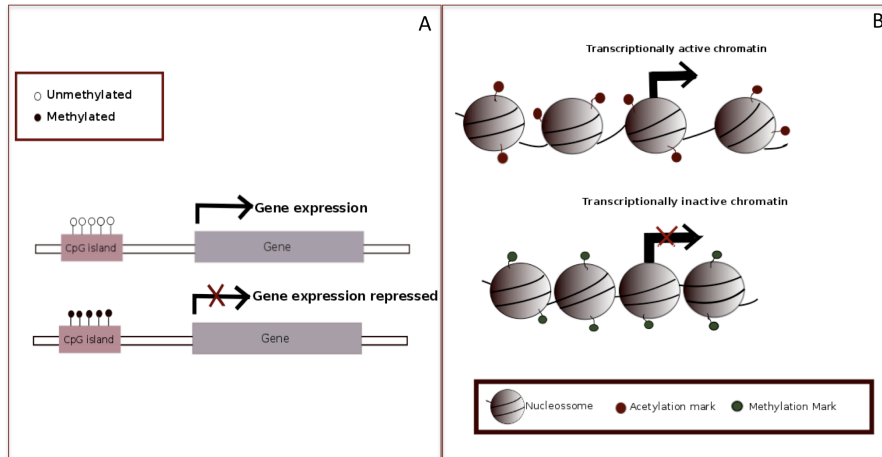 A
Unmethylated
Methylated
Gene expression
CpG island
Gene
Gene expression repressed
CpG island
Gene
B
Transcriptionally active chromatin
Transcriptionally inactive chromatin
Nucleossome
Acetylation mark
Methylation Mark